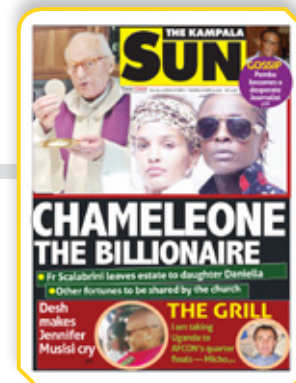 THE KAMPALA
SUN
GOSSIP
Pemba
becomes a
desperate
Journalist
CHAMELEONE
THE BILLIONAIRE
Fr Scalabrini leaves estate to daughter Daniella
Other fortunes to be shared by the church
Desh
makes
Jennifer
Musisi cry
THE GRILL
I am taking
Uganda to
AFCON's quarter
finals — Micho...